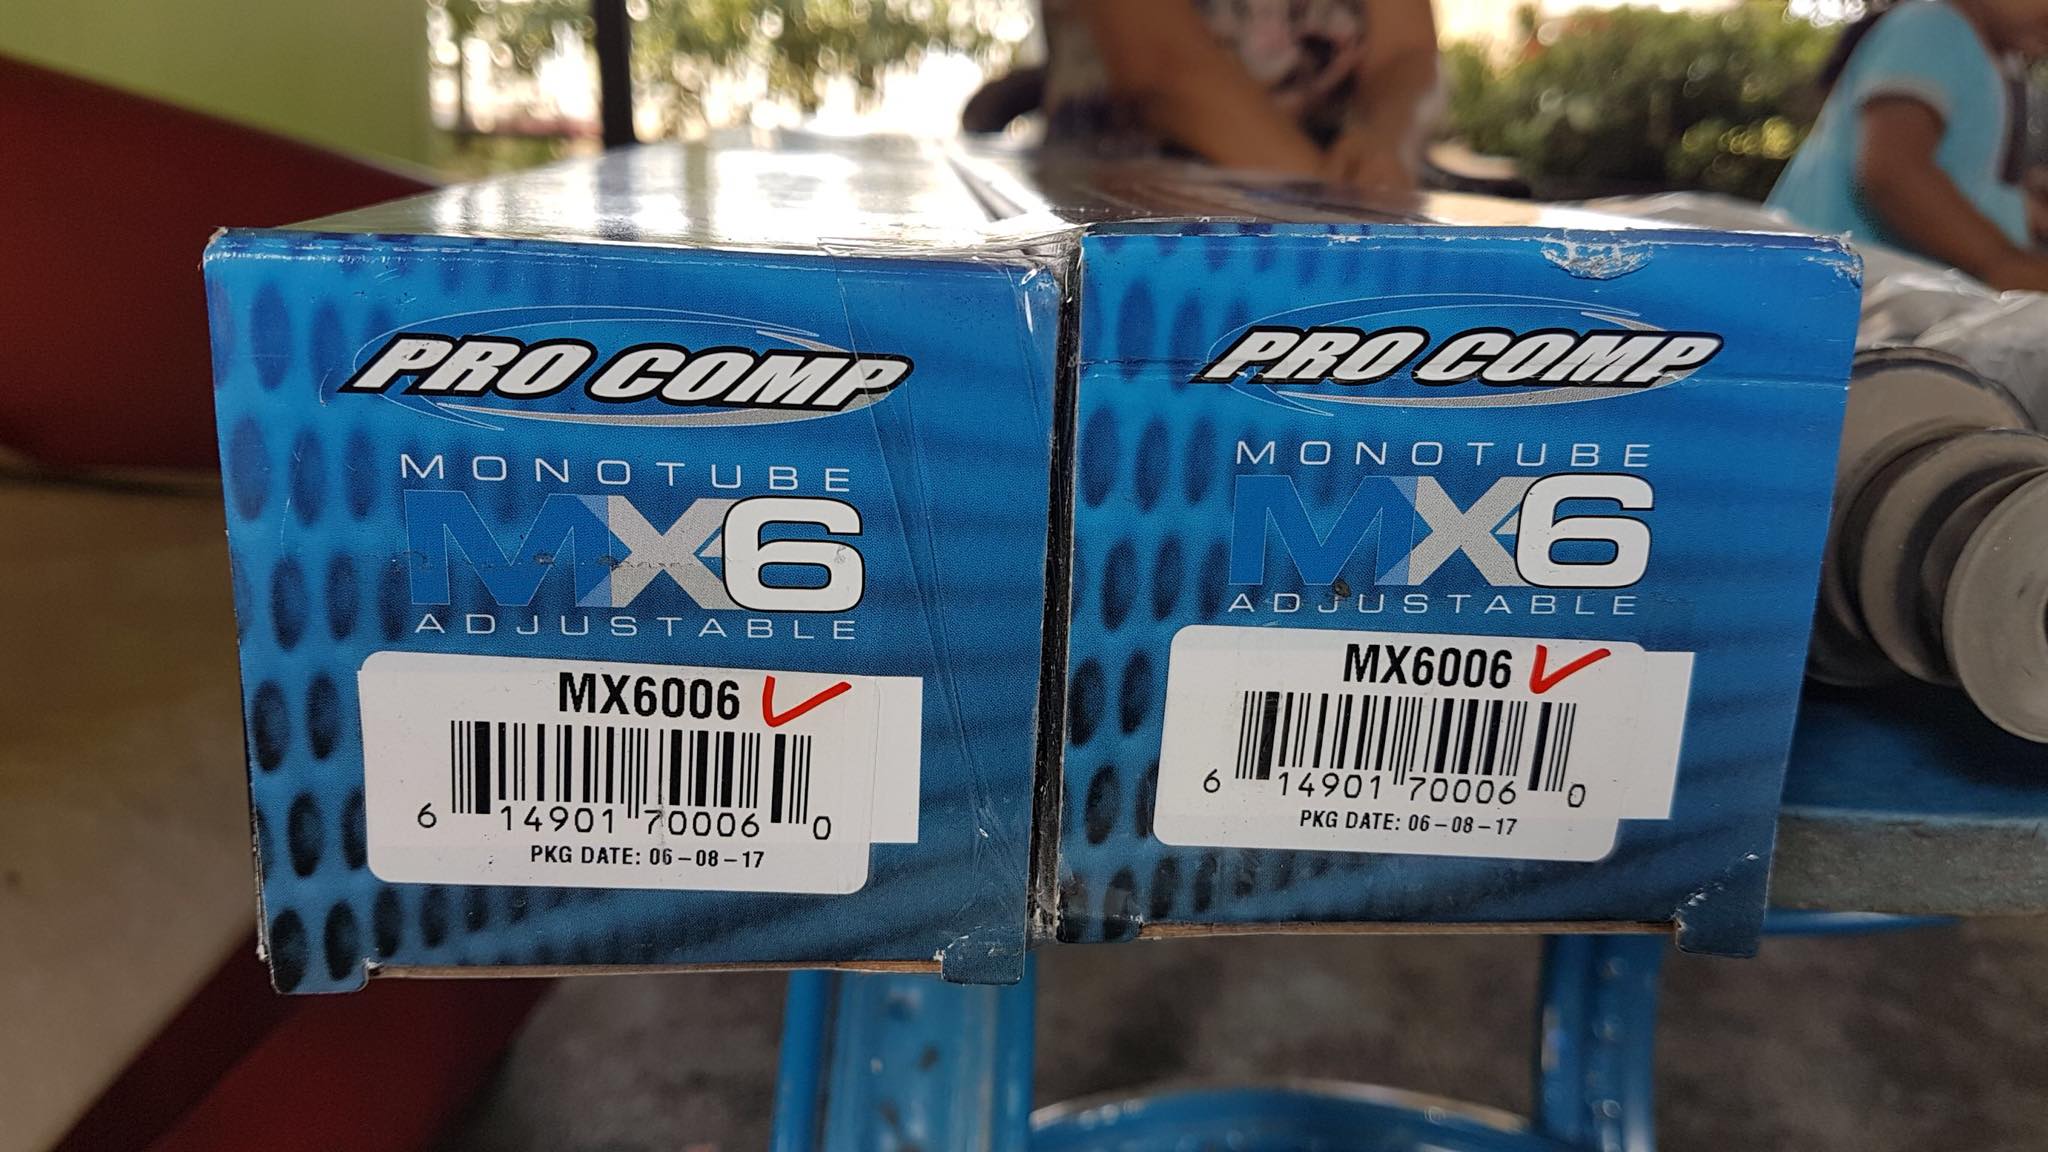 PRO COMP
MONOTUBE
MX6
ADJUSTABLE
MX6006
6 14901 70006 0
PKG DATE: 06-08-17
PRO COMP
MONOTUBE
MX6
ADJUSTABLE
MX6006
6 14901 70006 0
PKG DATE: 06-08-17